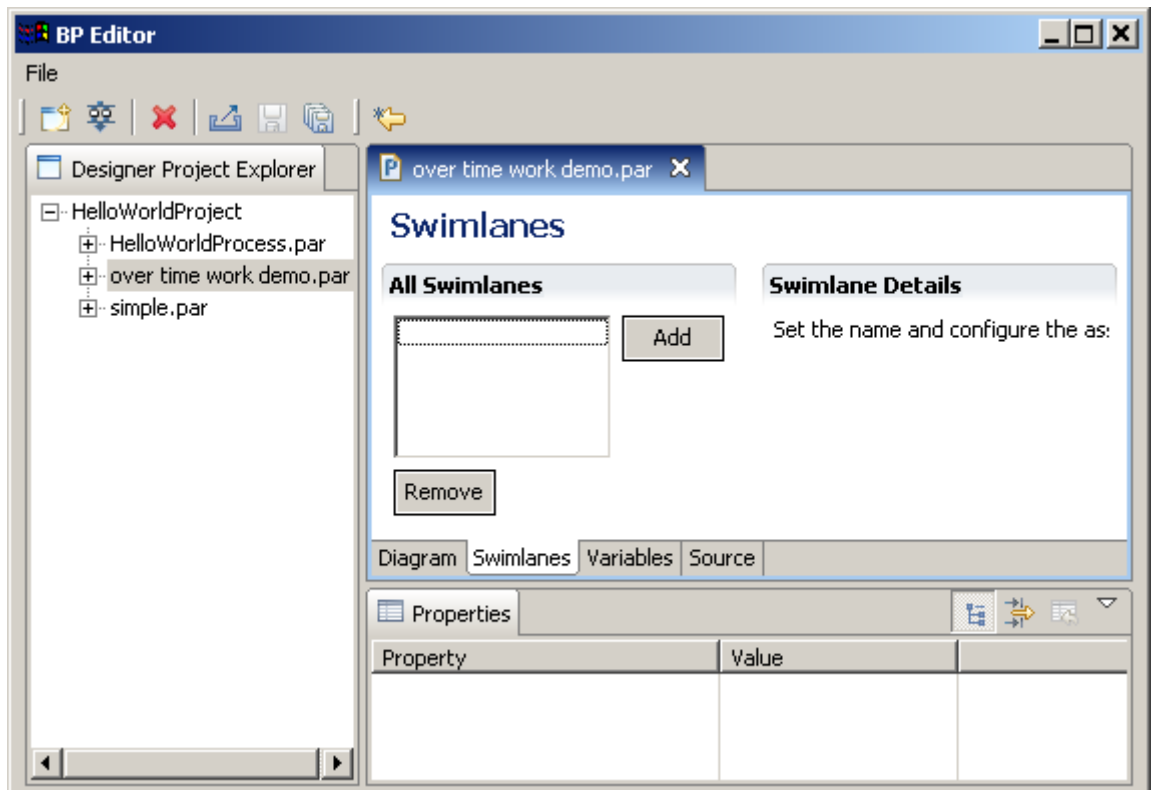 BP Editor
File
Designer Project Explorer
HelloWorldProject
HelloWorldProcess.par
over time work demo.par
simple.par
over time work demo.par
Swimlanes
All Swimlanes
Add
Remove
Swimlane Details
Set the name and configure the as
Diagram Swimlanes Variables Source
Properties
Property Value